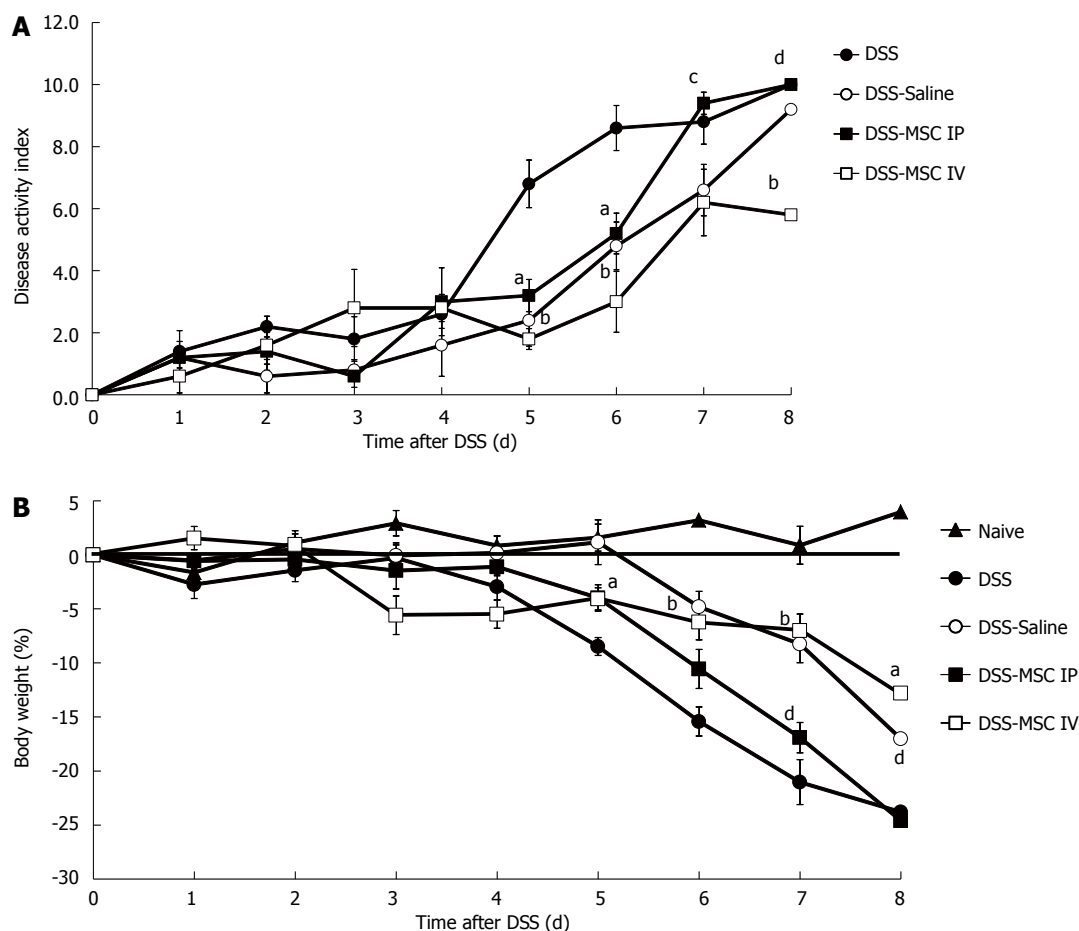 A
Disease activity index
12.0
10.0
8.0
6.0
4.0
2.0
0.0
0 1 2 3 4 5 6 7 8
Time after DSS (d)
a
b
a
b
c
d
b
DSS
DSS-Saline
DSS-MSC IP
DSS-MSC IV
B
Body weight (%)
5
0
-5
-10
-15
-20
-25
-30
0 1 2 3 4 5 6 7 8
Time after DSS (d)
a
b
b
d
a
d
Naive
DSS
DSS-Saline
DSS-MSC IP
DSS-MSC IV